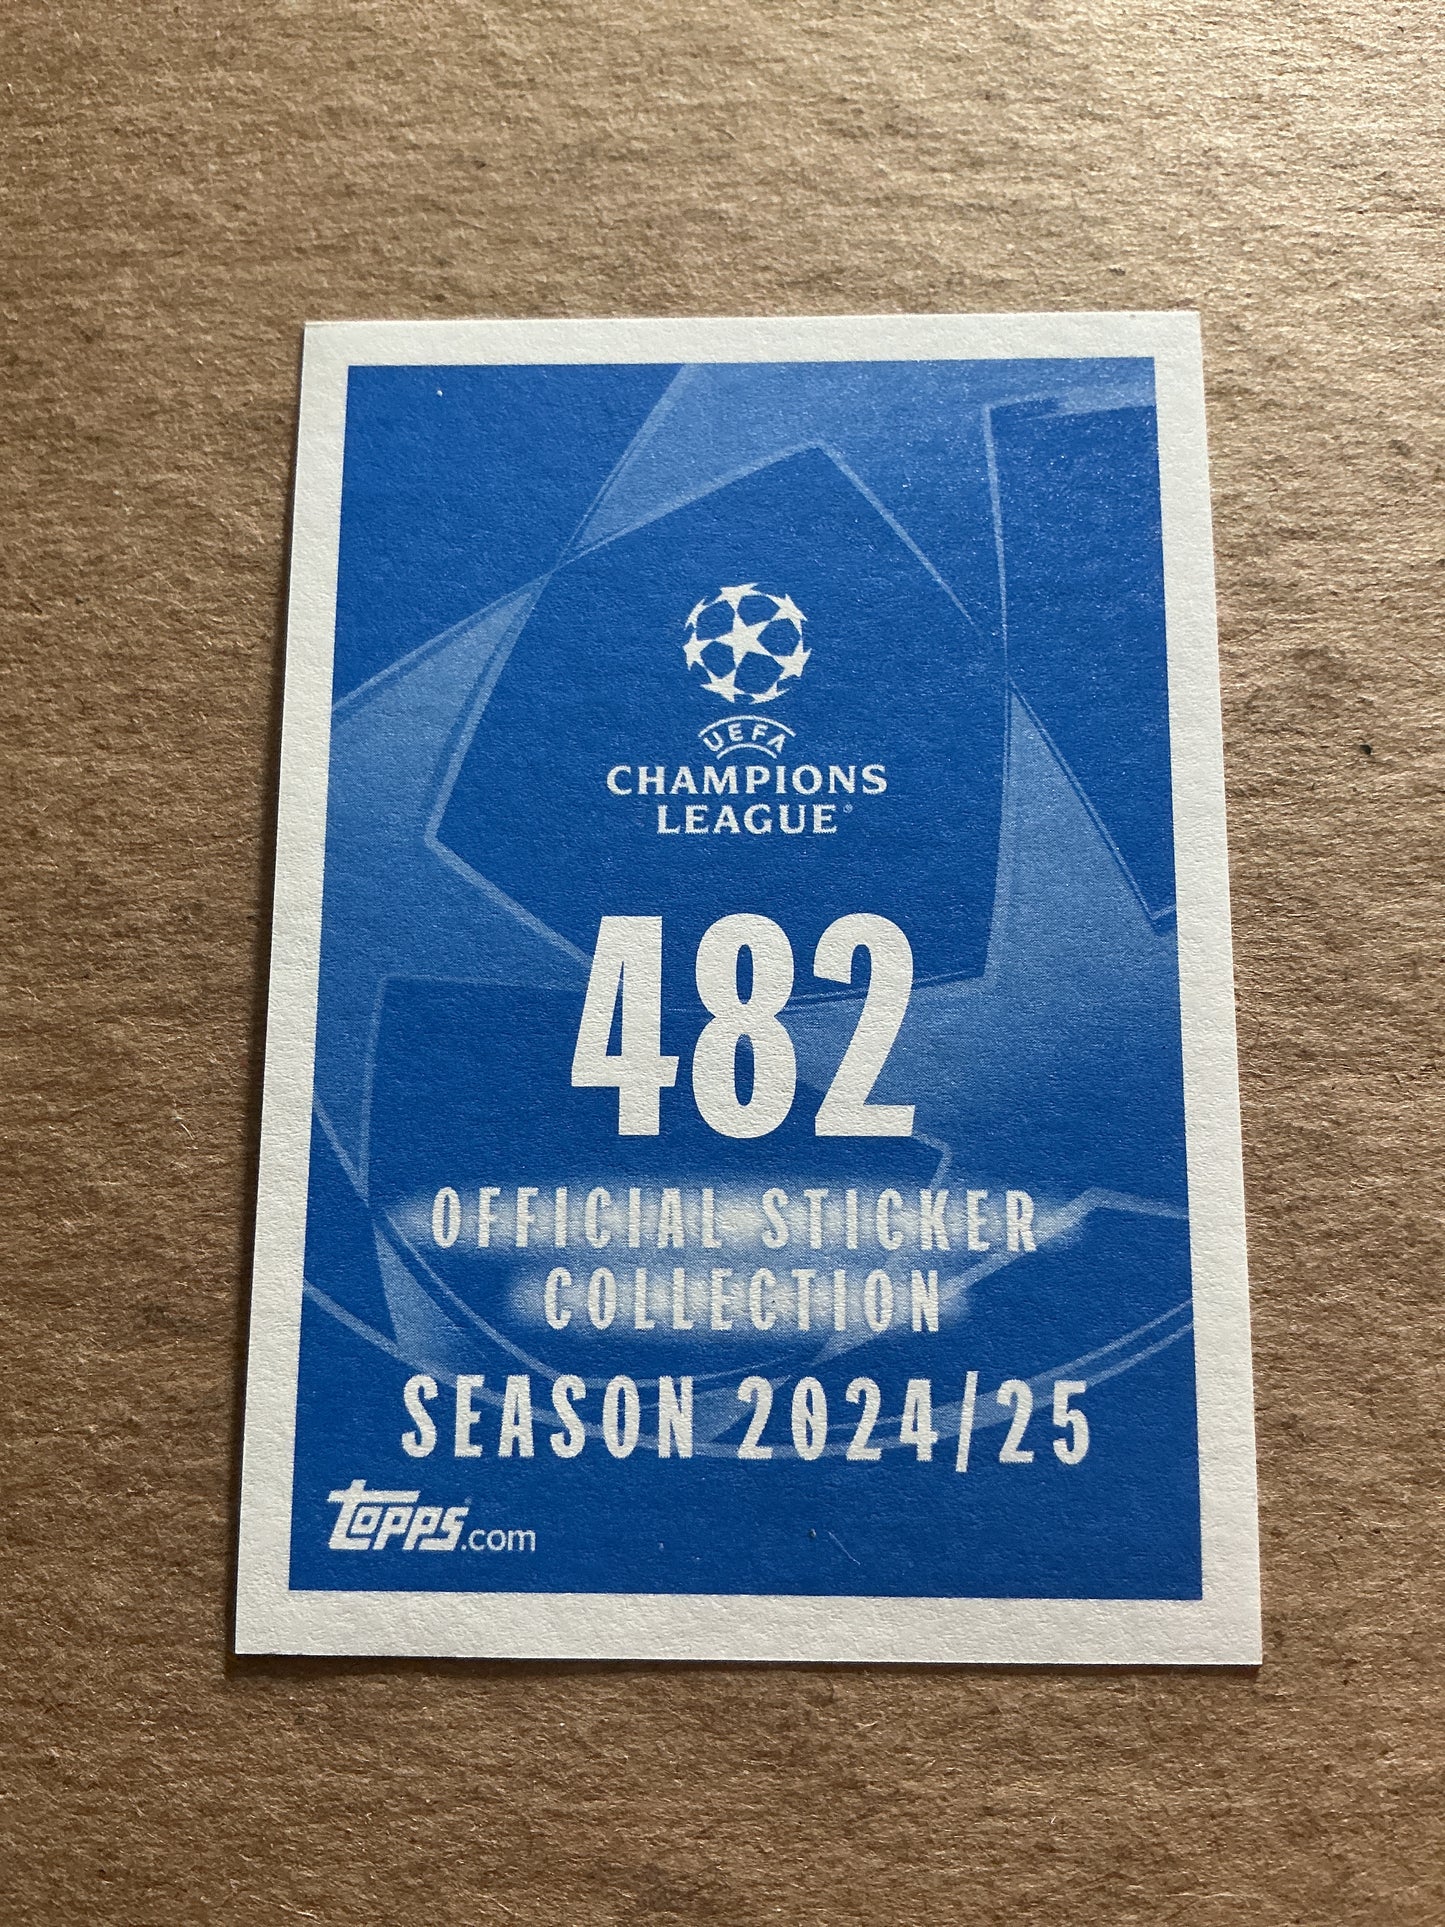 UEFA
CHAMPIONS
LEAGUE®
482
OFFICIAL STICKER
COLLECTION
SEASON 2024/25
topps.com